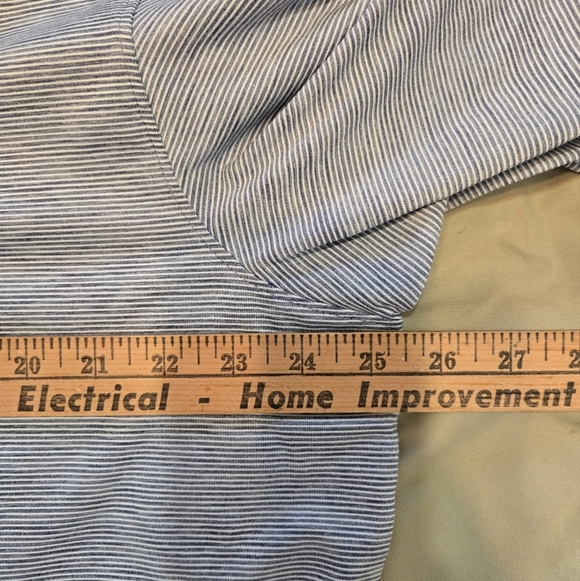 20 21 22 23 24 25 26 27
Electrical - Home Improvement